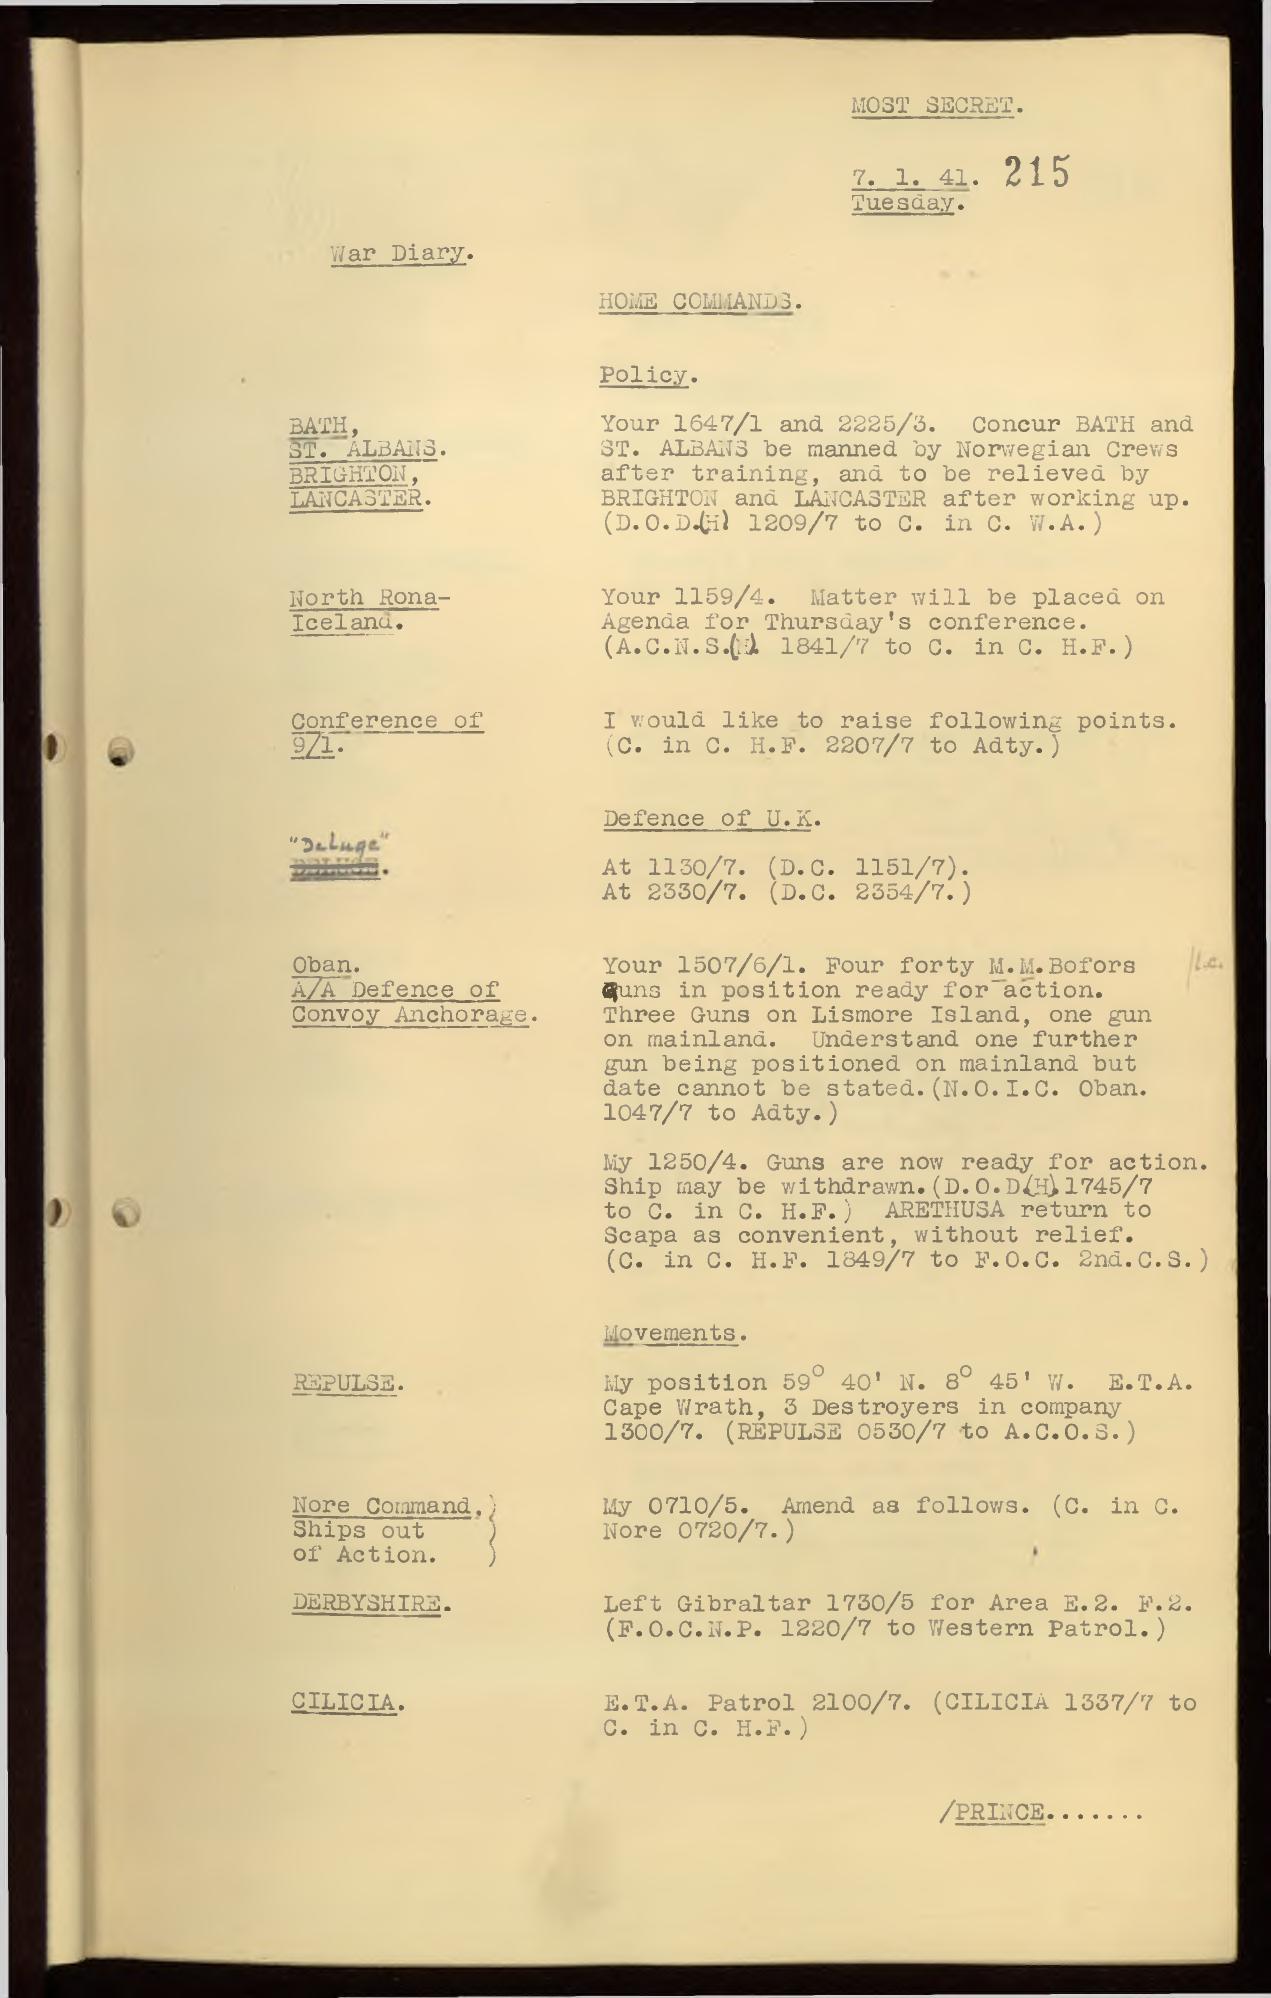 MOST SECRET.
7. 1. 41. 215
Tuesday.
War Diary.
HOME COMMANDS.
Policy.
BATH,
ST. ALBANS.
BRIGHTON,
LANCASTER.
Your 1647/1 and 2225/3. Concur BATH and
ST. ALBANS be manned by Norwegian Crews
after training, and to be relieved by
BRIGHTON and LANCASTER after working up.
(D.O.D.(H) 1209/7 to C. in C. W.A.)
North Rona-
Iceland.
Your 1159/4. Matter will be placed on
Agenda for Thursday's conference.
(A.C.N.S. 1841/7 to C. in C. H.F.)
Conference of
9/1.
I would like to raise following points.
(C. in C. H.F. 2207/7 to Adty.)
Defence of U.K.
"Deluge"
DELUGE.
At 1130/7. (D.C. 1151/7).
At 2330/7. (D.C. 2354/7.)
Oban.
A/A Defence of
Convoy Anchorage.
Your 1507/6/1. Four forty M.M.Bofors /l.c.
Guns in position ready for action.
Three Guns on Lismore Island, one gun
on mainland. Understand one further
gun being positioned on mainland but
date cannot be stated.(N.O.I.C. Oban.
1047/7 to Adty.)
My 1250/4. Guns are now ready for action.
Ship may be withdrawn.(D.O.D.(H).1745/7
to C. in C. H.F.) ARETHUSA return to
Scapa as convenient, without relief.
(C. in C. H.F. 1849/7 to F.O.C. 2nd.C.S.)
Movements.
REPULSE.
My position 59° 40' N. 8° 45' W. E.T.A.
Cape Wrath, 3 Destroyers in company
1300/7. (REPULSE 0530/7 to A.C.O.S.)
Nore Command,)
Ships out )
of Action. )
My 0710/5. Amend as follows. (C. in C.
Nore 0720/7.)
DERBYSHIRE.
Left Gibraltar 1730/5 for Area E.2. F.2.
(F.O.C.N.P. 1220/7 to Western Patrol.)
CILICIA.
E.T.A. Patrol 2100/7. (CILICIA 1337/7 to
C. in C. H.F.)
/PRINCE.......